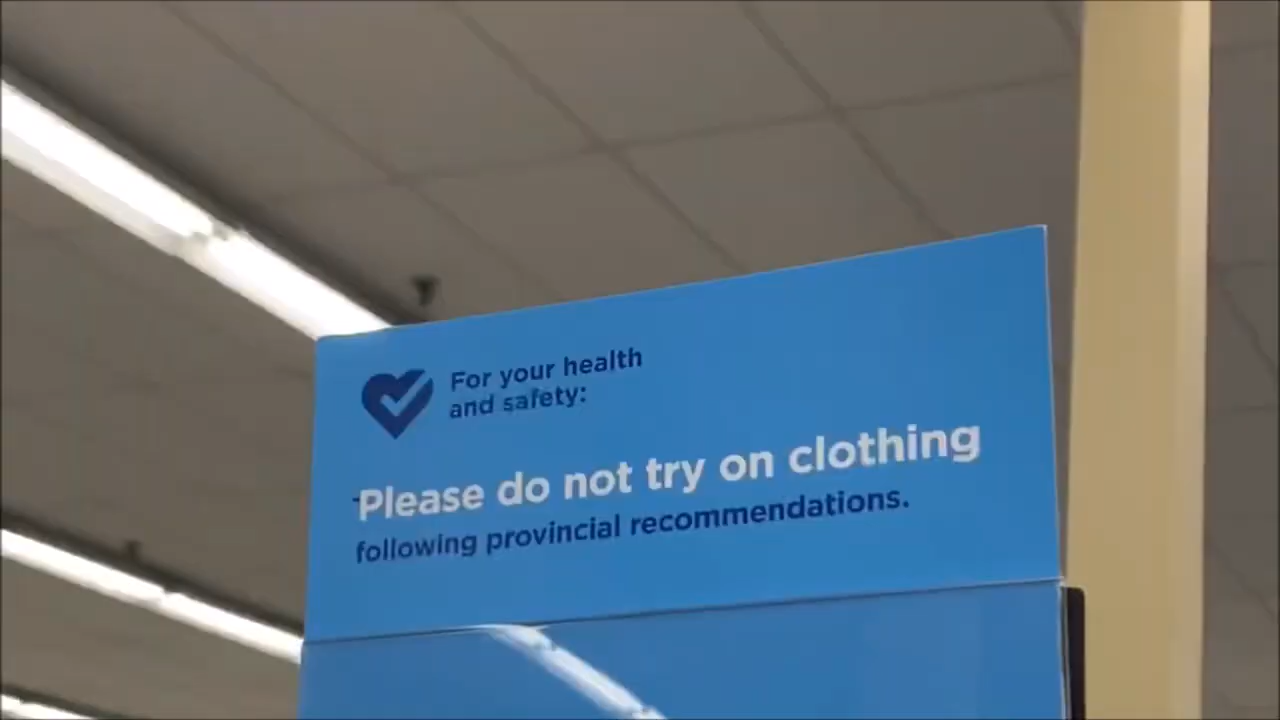 For your health
and safety:
Please do not try on clothing
following provincial recommendations.